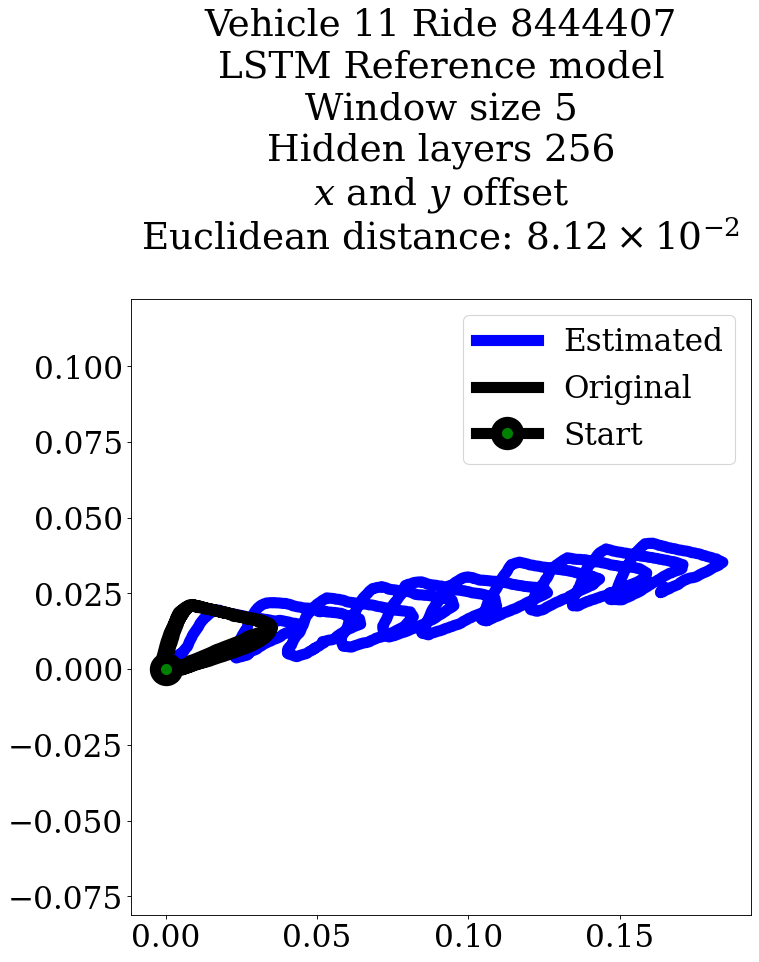 Vehicle 11 Ride 8444407
LSTM Reference model
Window size 5
Hidden layers 256
x and y offset
Euclidean distance: 8.12 × 10⁻²
Estimated
Original
Start
0.100
0.075
0.050
0.025
0.000
−0.025
−0.050
−0.075
0.00 0.05 0.10 0.15